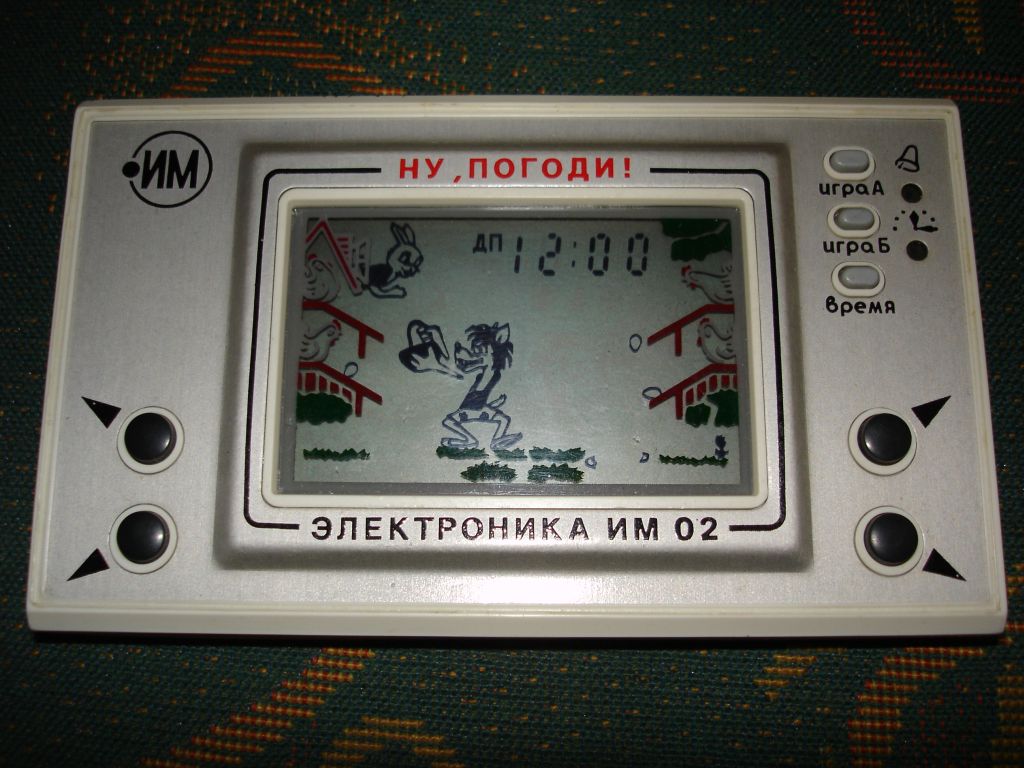 ИМ
НУ, ПОГОДИ!
ДП 12:00
игра А
игра Б
время
ЭЛЕКТРОНИКА ИМ 02